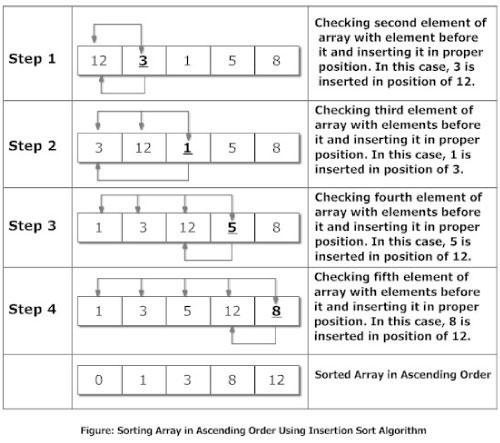 Step 1
12 3 1 5 8
Checking second element of
array with element before
it and inserting it in proper
position. In this case, 3 is
inserted in position of 12.
Step 2
3 12 1 5 8
Checking third element of
array with elements before
it and inserting it in proper
position. In this case, 1 is
inserted in position of 3.
Step 3
1 3 12 5 8
Checking fourth element of
array with elements before
it and inserting it in proper
position. In this case, 5 is
inserted in position of 12.
Step 4
1 3 5 12 8
Checking fifth element of
array with elements before
it and inserting it in proper
position. In this case, 8 is
inserted in position of 12.
0 1 3 8 12
Sorted Array in Ascending Order
Figure: Sorting Array in Ascending Order Using Insertion Sort Algorithm